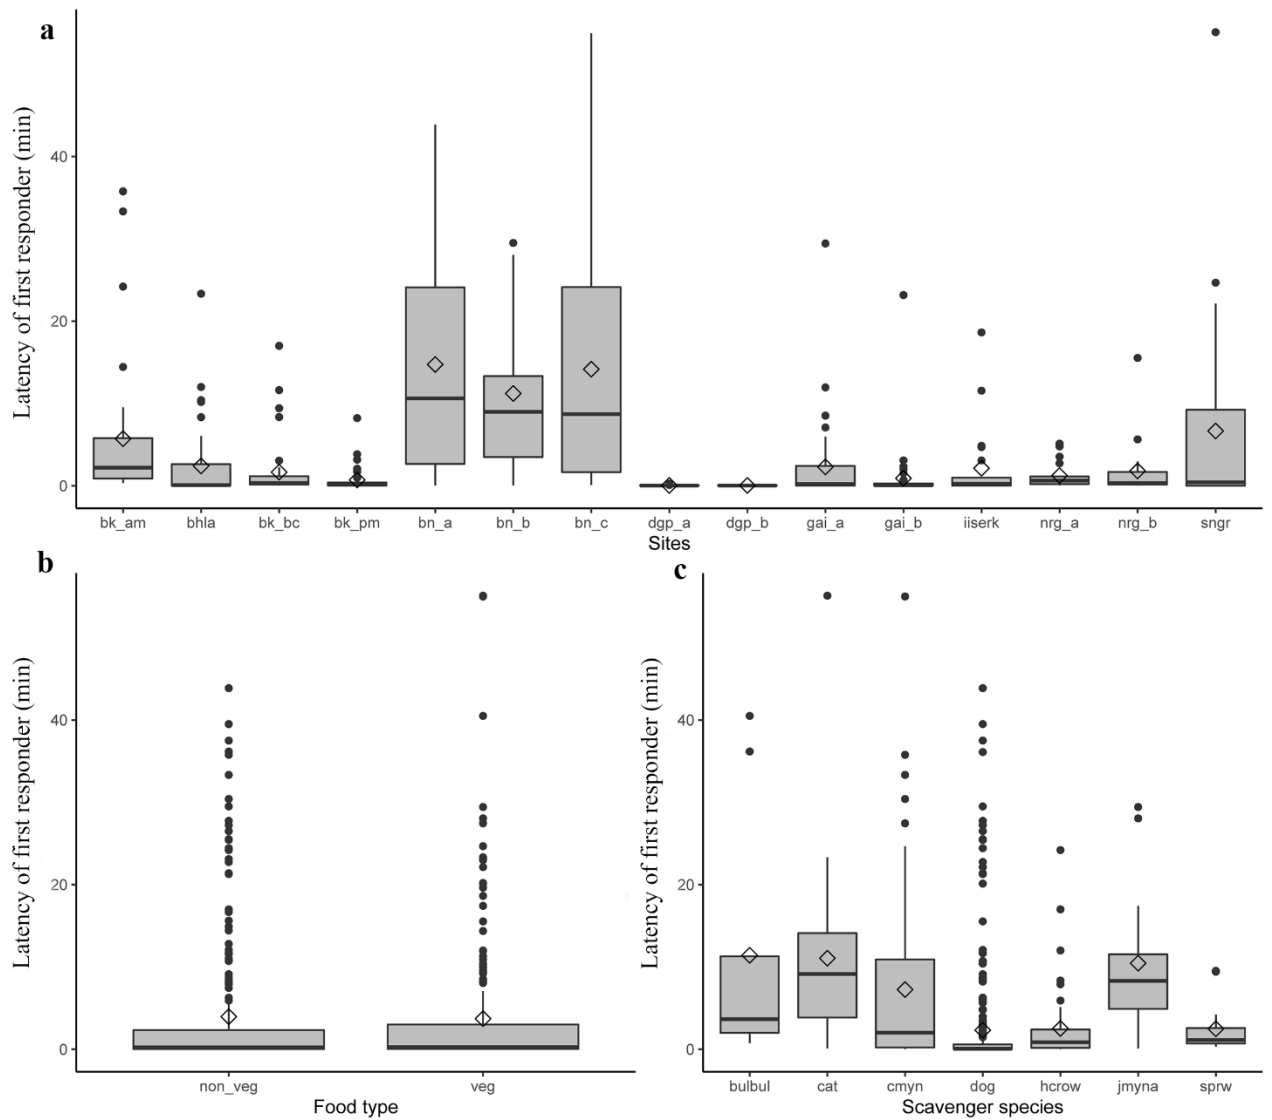 a
Latency of first responder (min)
40
20
0
bk_am bhla bk_bc bk_pm bn_a bn_b bn_c dgp_a dgp_b gai_a gai_b iiserk nrg_a nrg_b sngr
Sites
b
Latency of first responder (min)
40
20
0
non_veg veg
Food type
c
Latency of first responder (min)
40
20
0
bulbul cat cmyn dog hcrow jmyna sprw
Scavenger species